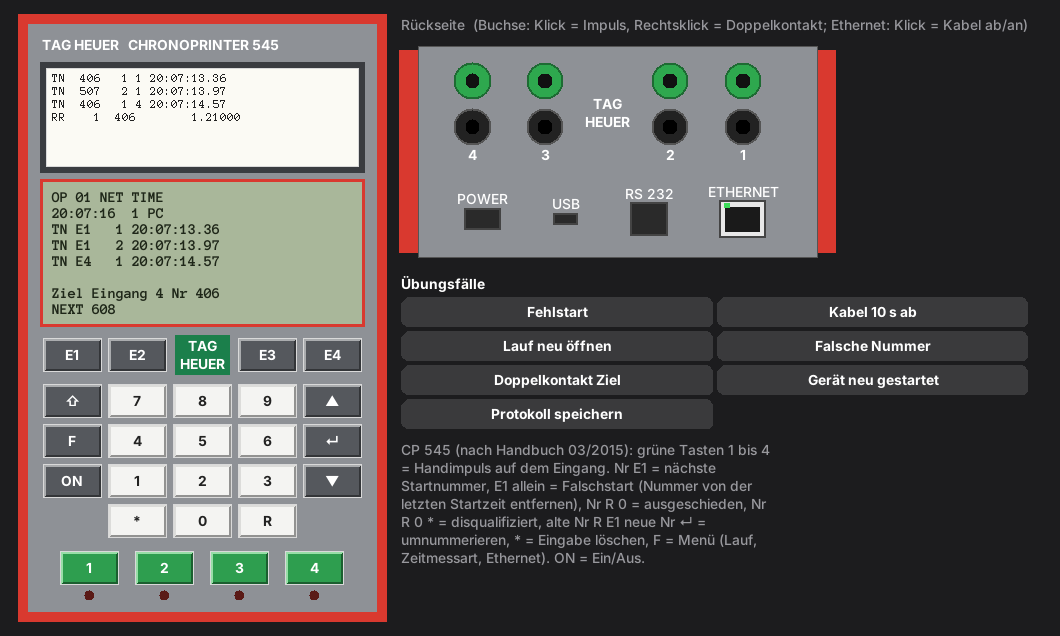 TAG HEUER CHRONOPRINTER 545
TN 406 1 1 20:07:13.36
TN 507 2 1 20:07:13.97
TN 406 1 4 20:07:14.57
RR 1 406 1.21000
OP 01 NET TIME
20:07:16 1 PC
TN E1 1 20:07:13.36
TN E1 2 20:07:13.97
TN E4 1 20:07:14.57
Ziel Eingang 4 Nr 406
NEXT 608
E1 E2 TAG HEUER E3 E4
⇧ 7 8 9 ▲
F 4 5 6 ↵
ON 1 2 3 ▼
* 0 R
1 2 3 4
Rückseite (Buchse: Klick = Impuls, Rechtsklick = Doppelkontakt; Ethernet: Klick = Kabel ab/an)
TAG
HEUER
4 3 2 1
POWER USB RS 232 ETHERNET
Übungsfälle
Fehlstart Kabel 10 s ab
Lauf neu öffnen Falsche Nummer
Doppelkontakt Ziel Gerät neu gestartet
Protokoll speichern
CP 545 (nach Handbuch 03/2015): grüne Tasten 1 bis 4
= Handimpuls auf dem Eingang. Nr E1 = nächste
Startnummer, E1 allein = Falschstart (Nummer von der
letzten Startzeit entfernen), Nr R 0 = ausgeschieden, Nr
R 0 * = disqualifiziert, alte Nr R E1 neue Nr ↵ =
umnummerieren, * = Eingabe löschen, F = Menü (Lauf,
Zeitmessart, Ethernet). ON = Ein/Aus.